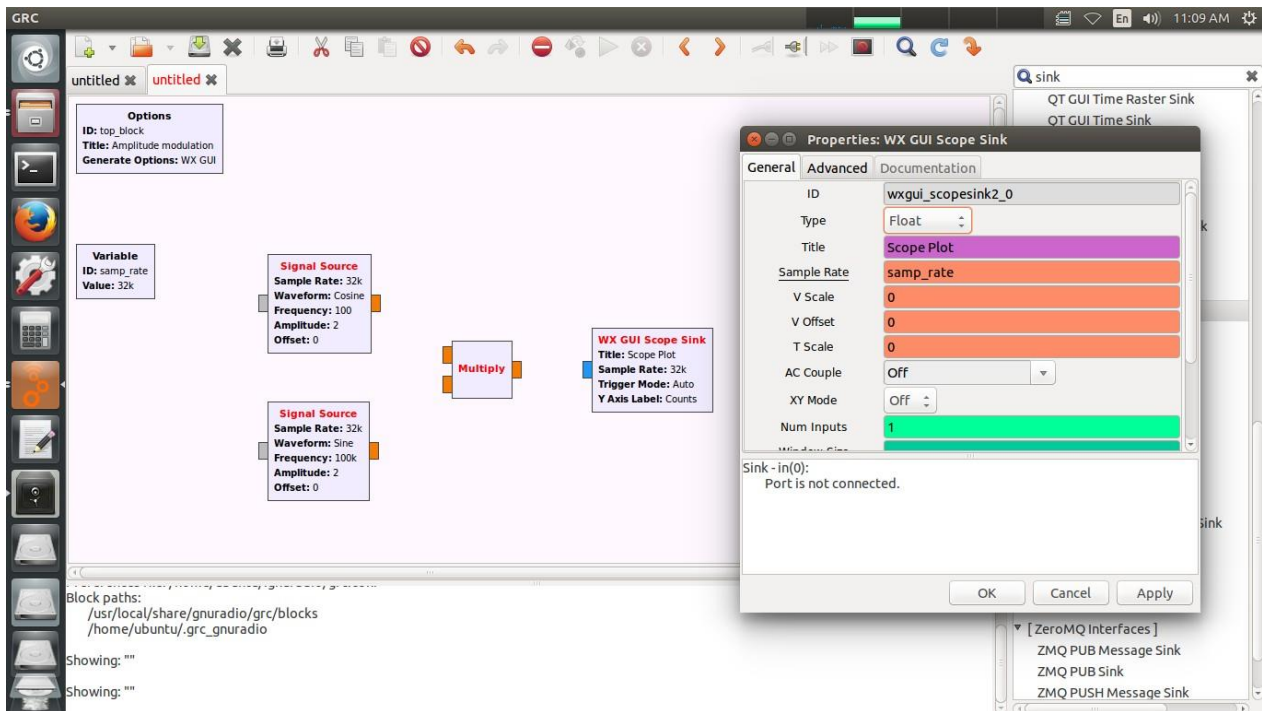 GRC
En
11:09 AM
untitled
untitled
sink
Options
ID: top_block
Title: Amplitude modulation
Generate Options: WX GUI
Variable
ID: samp_rate
Value: 32k
Signal Source
Sample Rate: 32k
Waveform: Cosine
Frequency: 100
Amplitude: 2
Offset: 0
Signal Source
Sample Rate: 32k
Waveform: Sine
Frequency: 100k
Amplitude: 2
Offset: 0
Multiply
WX GUI Scope Sink
Title: Scope Plot
Sample Rate: 32k
Trigger Mode: Auto
Y Axis Label: Counts
QT GUI Time Raster Sink
QT GUI Time Sink
Properties: WX GUI Scope Sink
General Advanced Documentation
ID wxgui_scopesink2_0
Type Float
Title Scope Plot
Sample Rate samp_rate
V Scale 0
V Offset 0
T Scale 0
AC Couple Off
XY Mode Off
Num Inputs 1
Sink - in(0):
Port is not connected.
OK Cancel Apply
k
sink
[ ZeroMQ Interfaces ]
ZMQ PUB Message Sink
ZMQ PUB Sink
ZMQ PUSH Message Sink
Block paths:
/usr/local/share/gnuradio/grc/blocks
/home/ubuntu/.grc_gnuradio
Showing: ""
Showing: ""